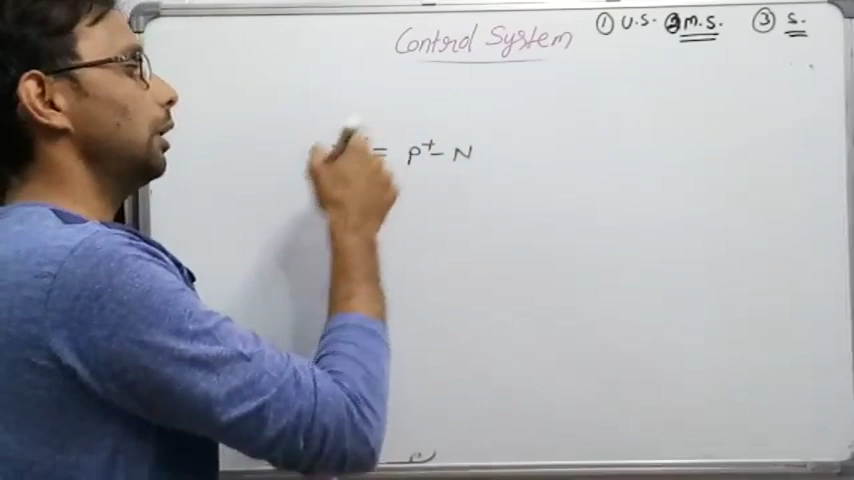 Control System
① U.S. ② M.S. ③ S.
= P⁺- N